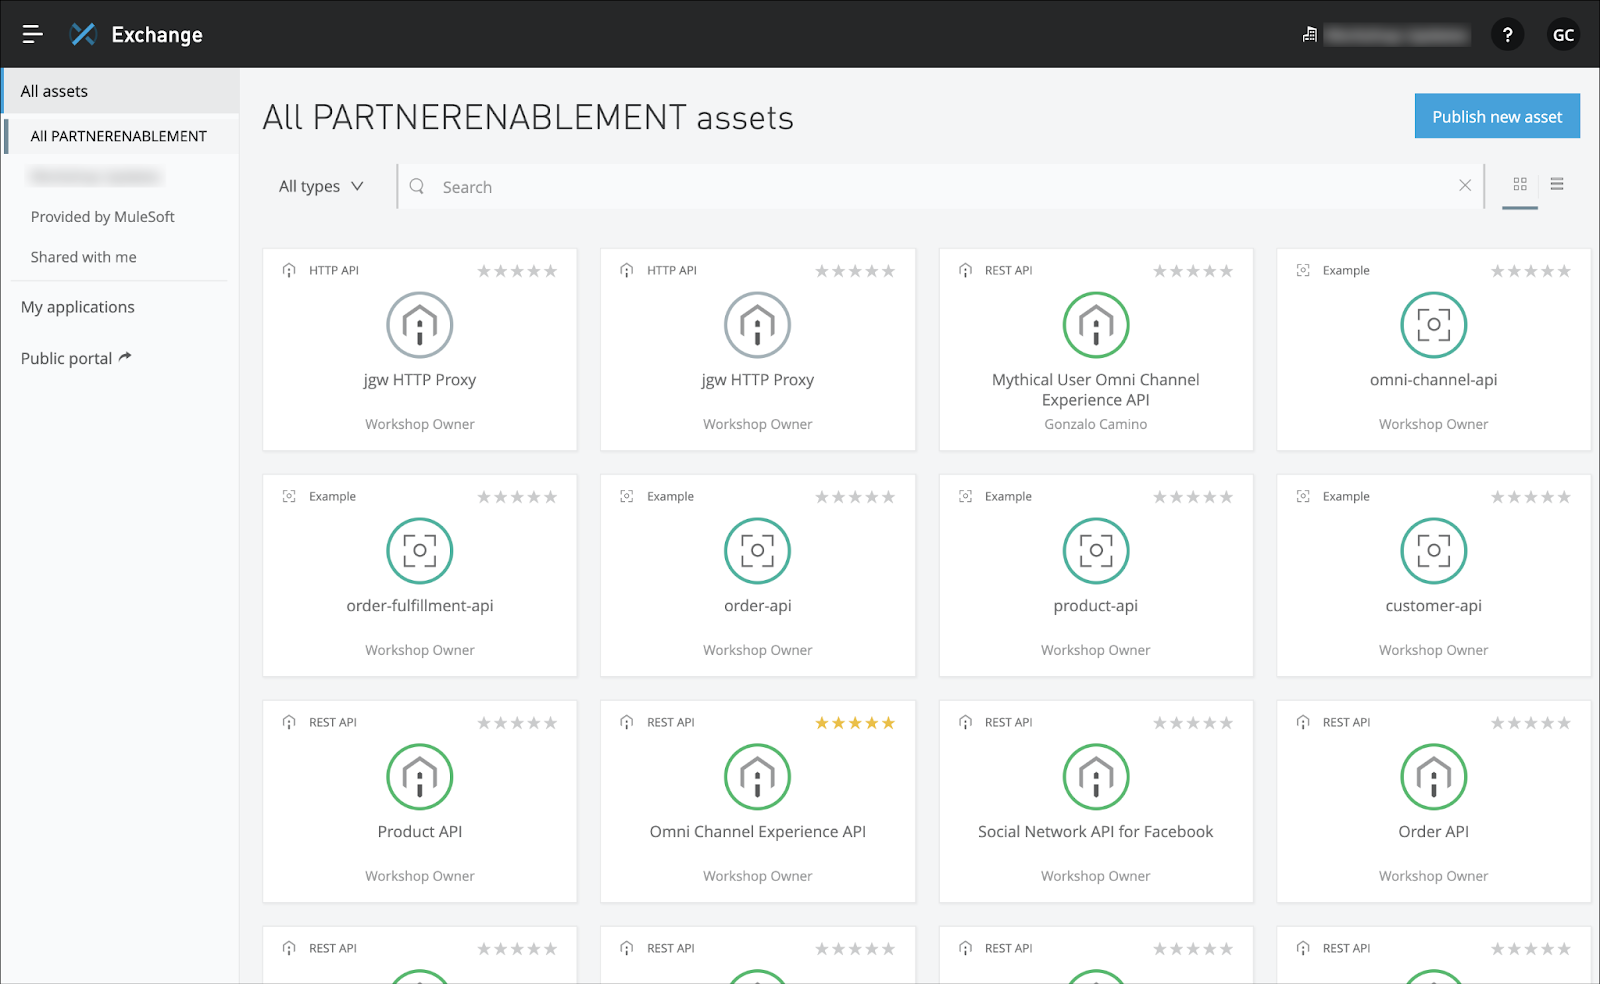 Exchange
?
GC
All assets
All PARTNERENABLEMENT
Provided by MuleSoft
Shared with me
My applications
Public portal
All PARTNERENABLEMENT assets
Publish new asset
All types
Search
HTTP API
jgw HTTP Proxy
Workshop Owner
HTTP API
jgw HTTP Proxy
Workshop Owner
REST API
Mythical User Omni Channel
Experience API
Gonzalo Camino
Example
omni-channel-api
Workshop Owner
Example
order-fulfillment-api
Workshop Owner
Example
order-api
Workshop Owner
Example
product-api
Workshop Owner
Example
customer-api
Workshop Owner
REST API
Product API
Workshop Owner
REST API
Omni Channel Experience API
Workshop Owner
REST API
Social Network API for Facebook
Workshop Owner
REST API
Order API
Workshop Owner
REST API
REST API
REST API
REST API